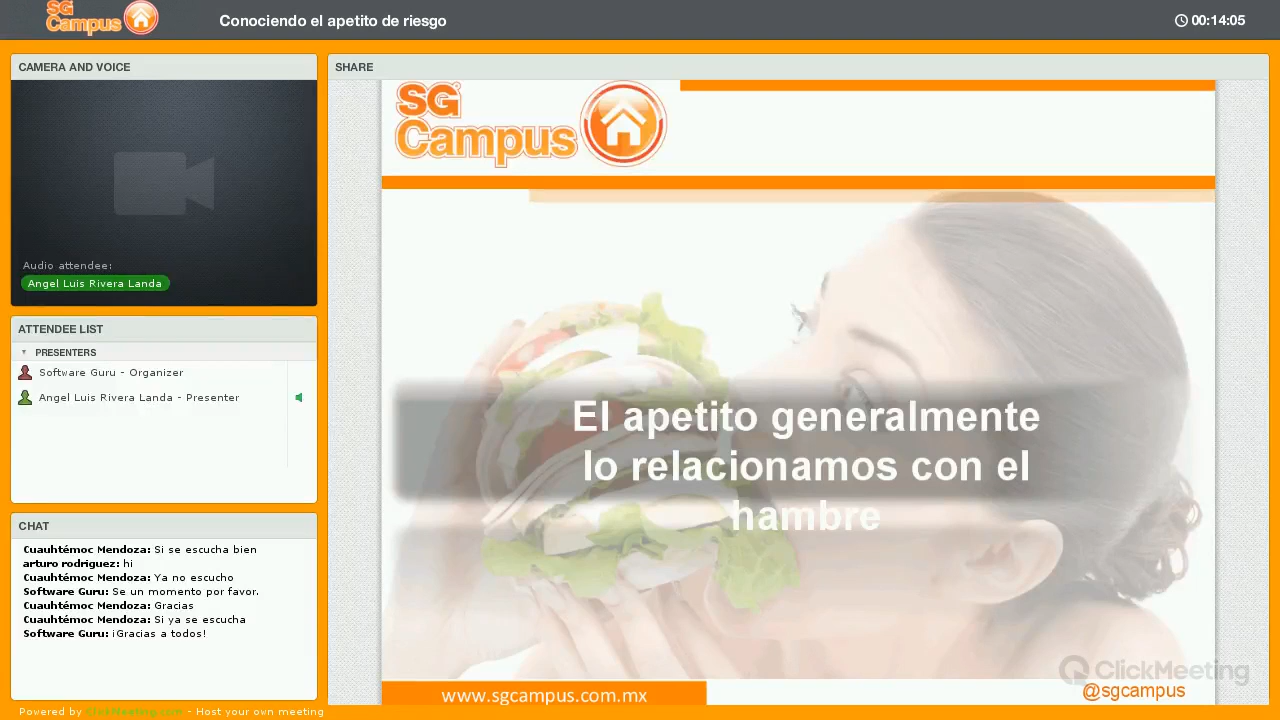 SG
Campus
Conociendo el apetito de riesgo
00:14:05
CAMERA AND VOICE
Audio attendee:
Angel Luis Rivera Landa
ATTENDEE LIST
PRESENTERS
Software Guru - Organizer
Angel Luis Rivera Landa - Presenter
CHAT
Cuauhtémoc Mendoza: Si se escucha bien
arturo rodriguez: hi
Cuauhtémoc Mendoza: Ya no escucho
Software Guru: Se un momento por favor.
Cuauhtémoc Mendoza: Gracias
Cuauhtémoc Mendoza: Si ya se escucha
Software Guru: ¡Gracias a todos!
Powered by ClickMeeting.com - Host your own meeting
SHARE
SG
Campus
El apetito generalmente
lo relacionamos con el
hambre
ClickMeeting
www.sgcampus.com.mx
@sgcampus